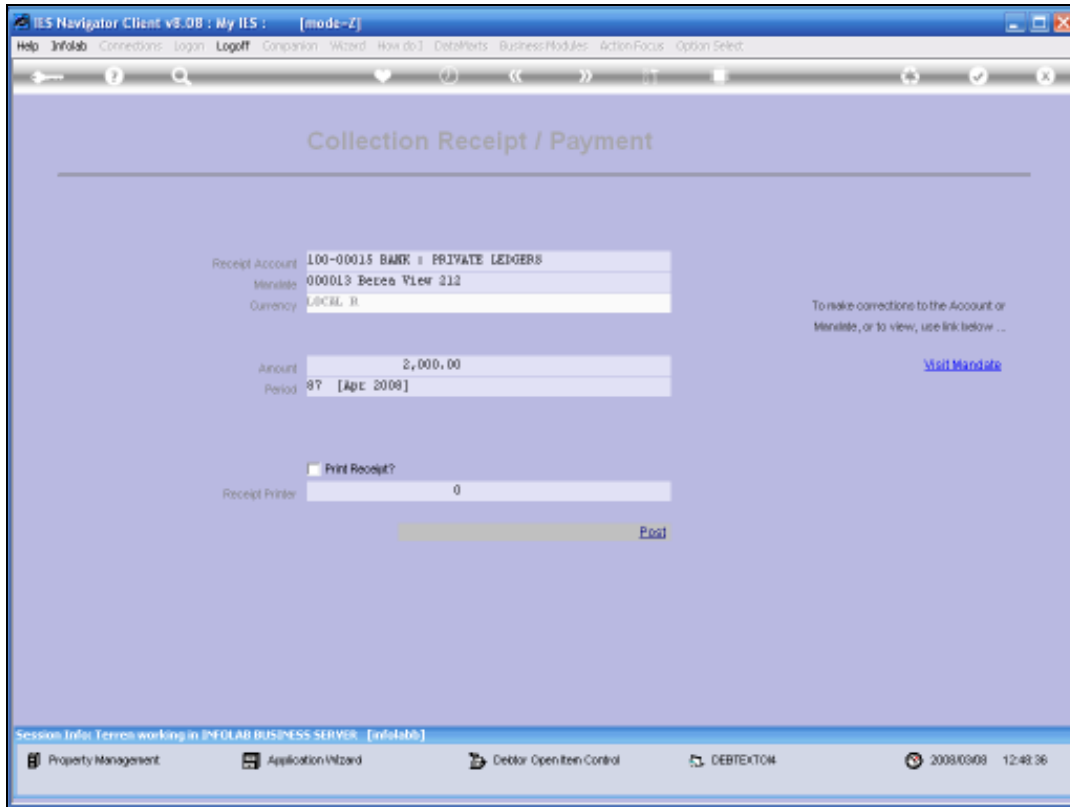 IES Navigator Client v8.08 : My IES : [mode=Z]
Help Infolab Connections Logon Logoff Companion Wizard How do I DataMarts Business Modules Action Focus Option Select
Collection Receipt / Payment
Receipt Account 100-00015 BANK : PRIVATE LEDGERS
Mandate 000013 Berea View 212
Currency LOCAL R
To make corrections to the Account or
Mandate, or to view, use link below ...
Visit Mandate
Amount 2,000.00
Period 87 [Apr 2008]
Print Receipt?
Receipt Printer 0
Post
Session Info: Terren working in INFOLAB BUSINESS SERVER [infolabb]
Property Management Application Wizard Debtor Open Item Control 2008/03/08 12:48:36